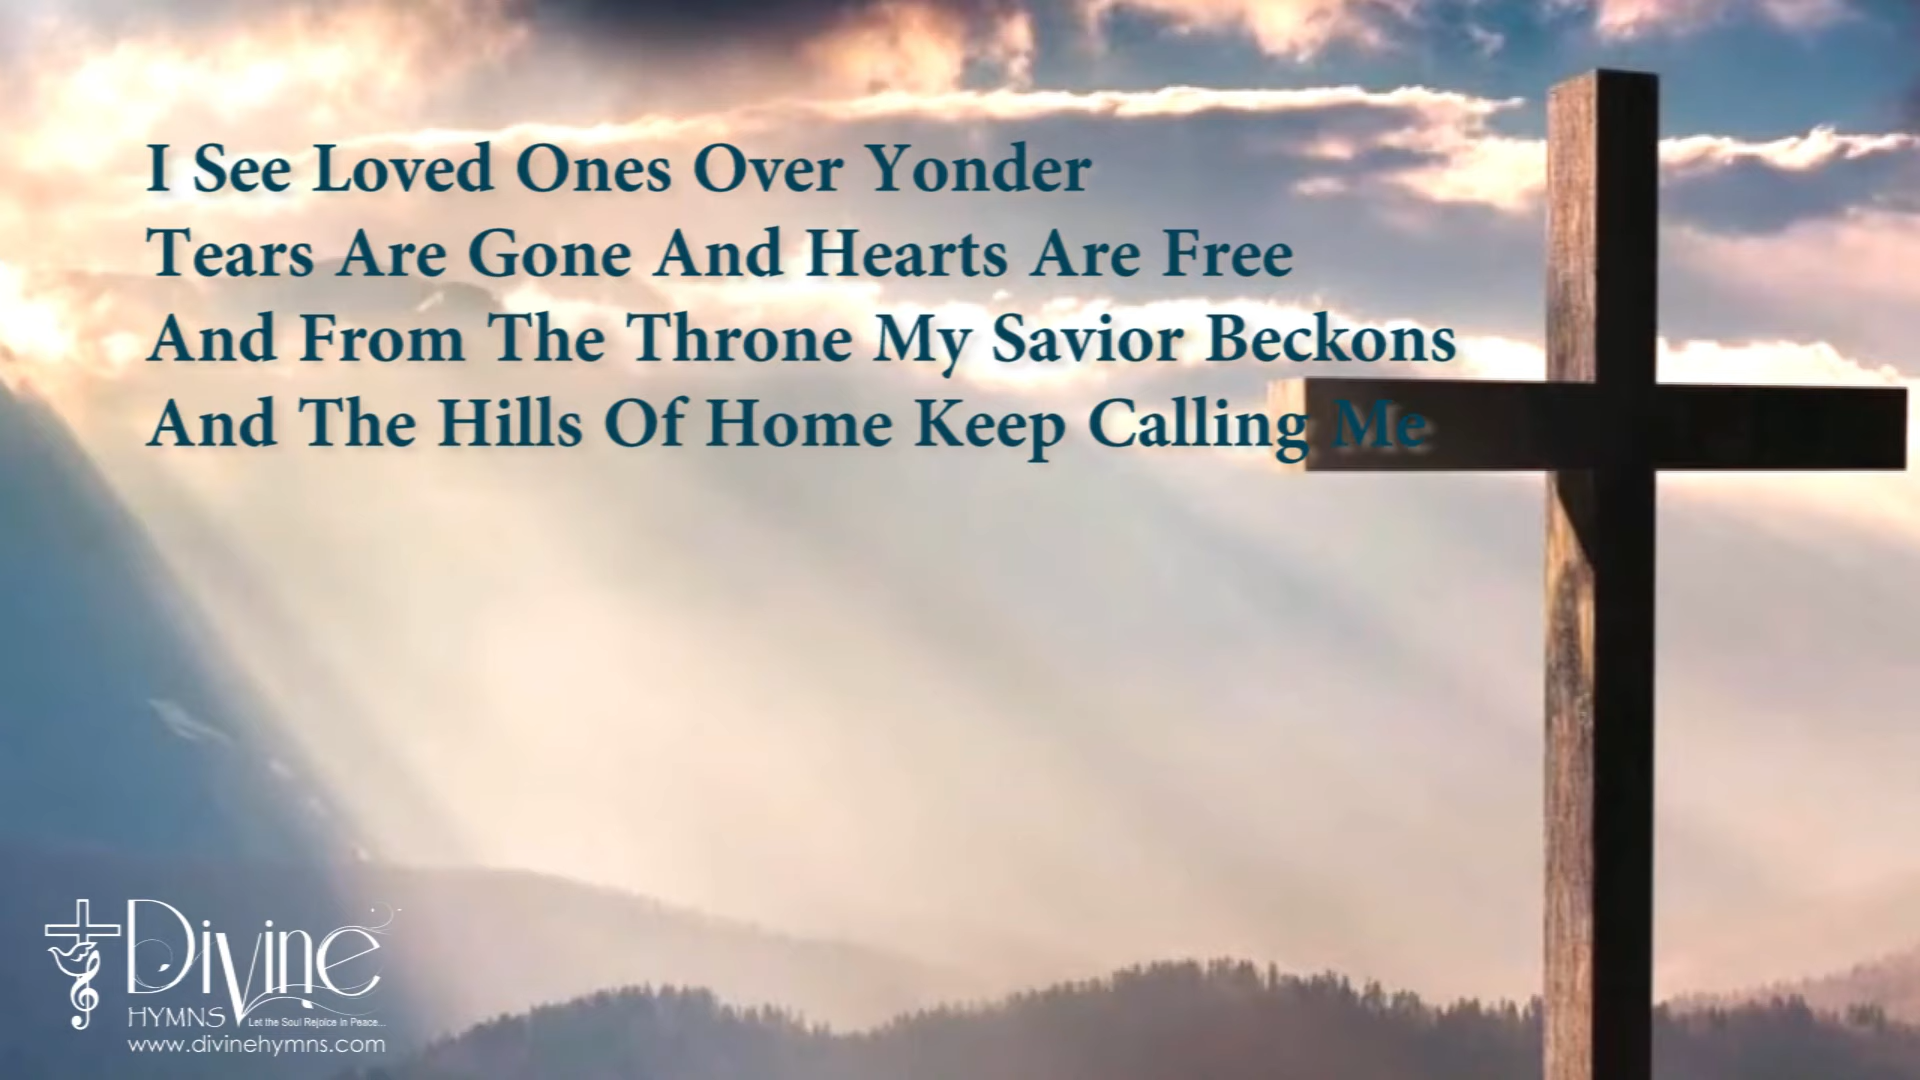 I See Loved Ones Over Yonder
Tears Are Gone And Hearts Are Free
And From The Throne My Savior Beckons
And The Hills Of Home Keep Calling Me
Divine
HYMNS
Let the Soul Rejoice in Peace...
www.divinehymns.com